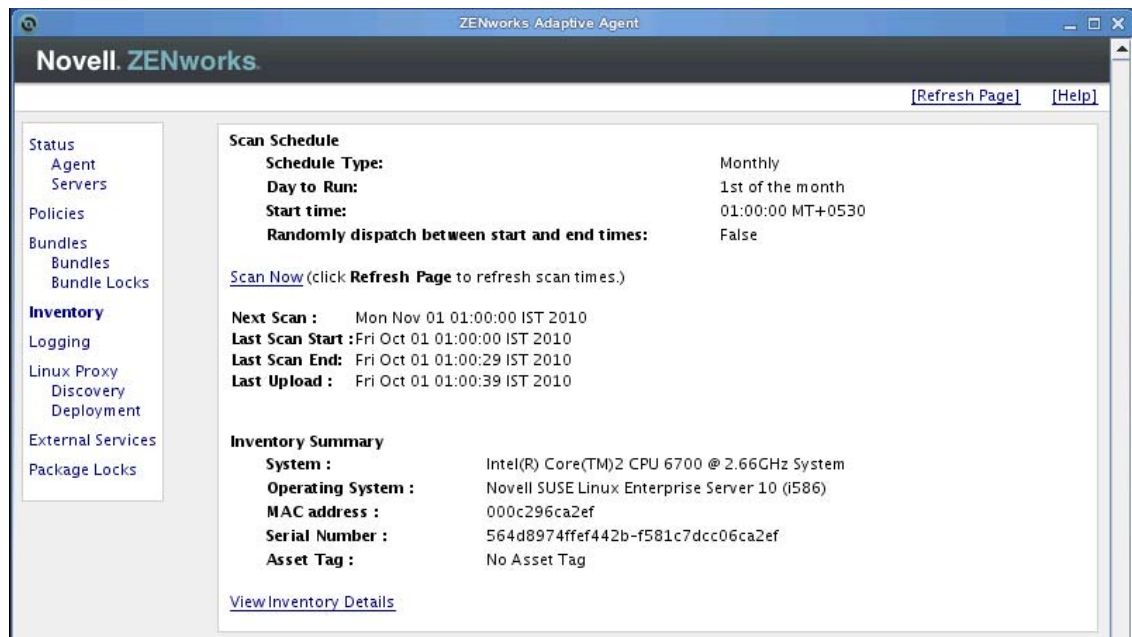 ZENworks Adaptive Agent
Novell. ZENworks.
[Refresh Page] [Help]
Status
Agent
Servers
Policies
Bundles
Bundles
Bundle Locks
Inventory
Logging
Linux Proxy
Discovery
Deployment
External Services
Package Locks
Scan Schedule
Schedule Type: Monthly
Day to Run: 1st of the month
Start time: 01:00:00 MT+0530
Randomly dispatch between start and end times: False
Scan Now (click Refresh Page to refresh scan times.)
Next Scan : Mon Nov 01 01:00:00 IST 2010
Last Scan Start : Fri Oct 01 01:00:00 IST 2010
Last Scan End: Fri Oct 01 01:00:29 IST 2010
Last Upload : Fri Oct 01 01:00:39 IST 2010
Inventory Summary
System : Intel(R) Core(TM)2 CPU 6700 @ 2.66GHz System
Operating System : Novell SUSE Linux Enterprise Server 10 (i586)
MAC address : 000c296ca2ef
Serial Number : 564d8974ffef442b-f581c7dcc06ca2ef
Asset Tag : No Asset Tag
View Inventory Details